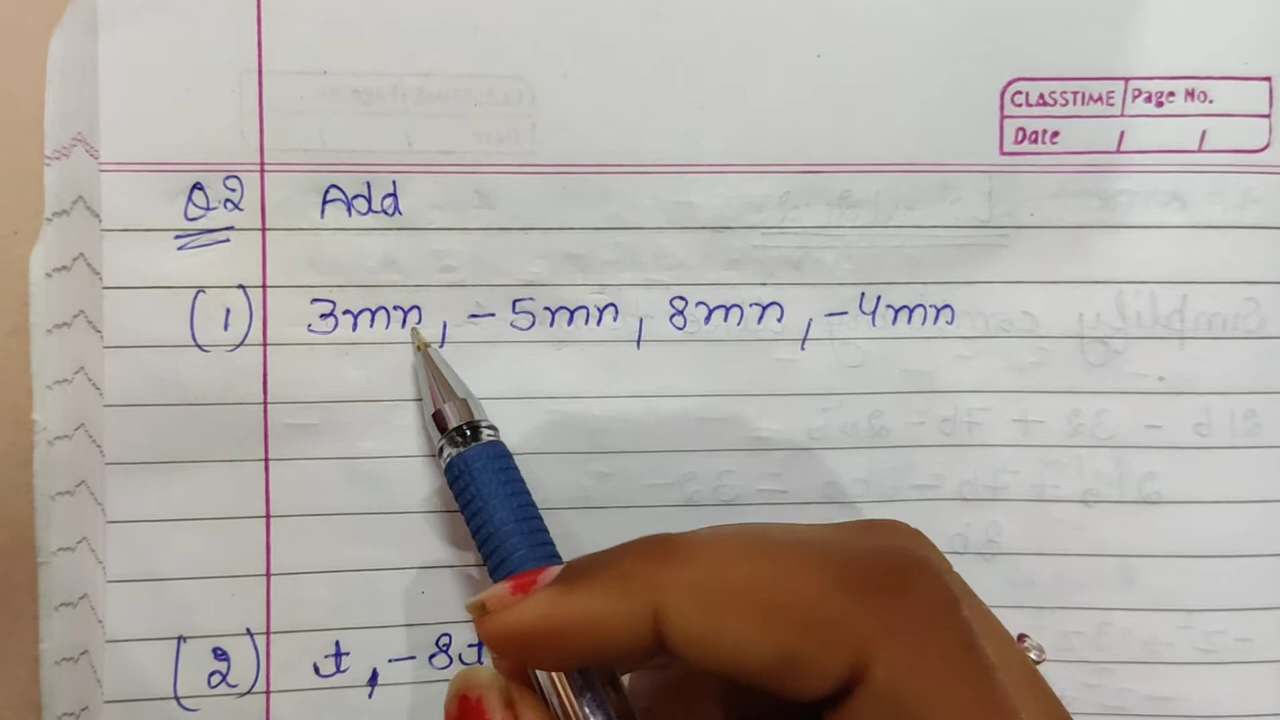 CLASSTIME Page No.
Date / /
Q2 Add
(1) 3mn, -5mn, 8mn, -4mn
(2) t, -8t